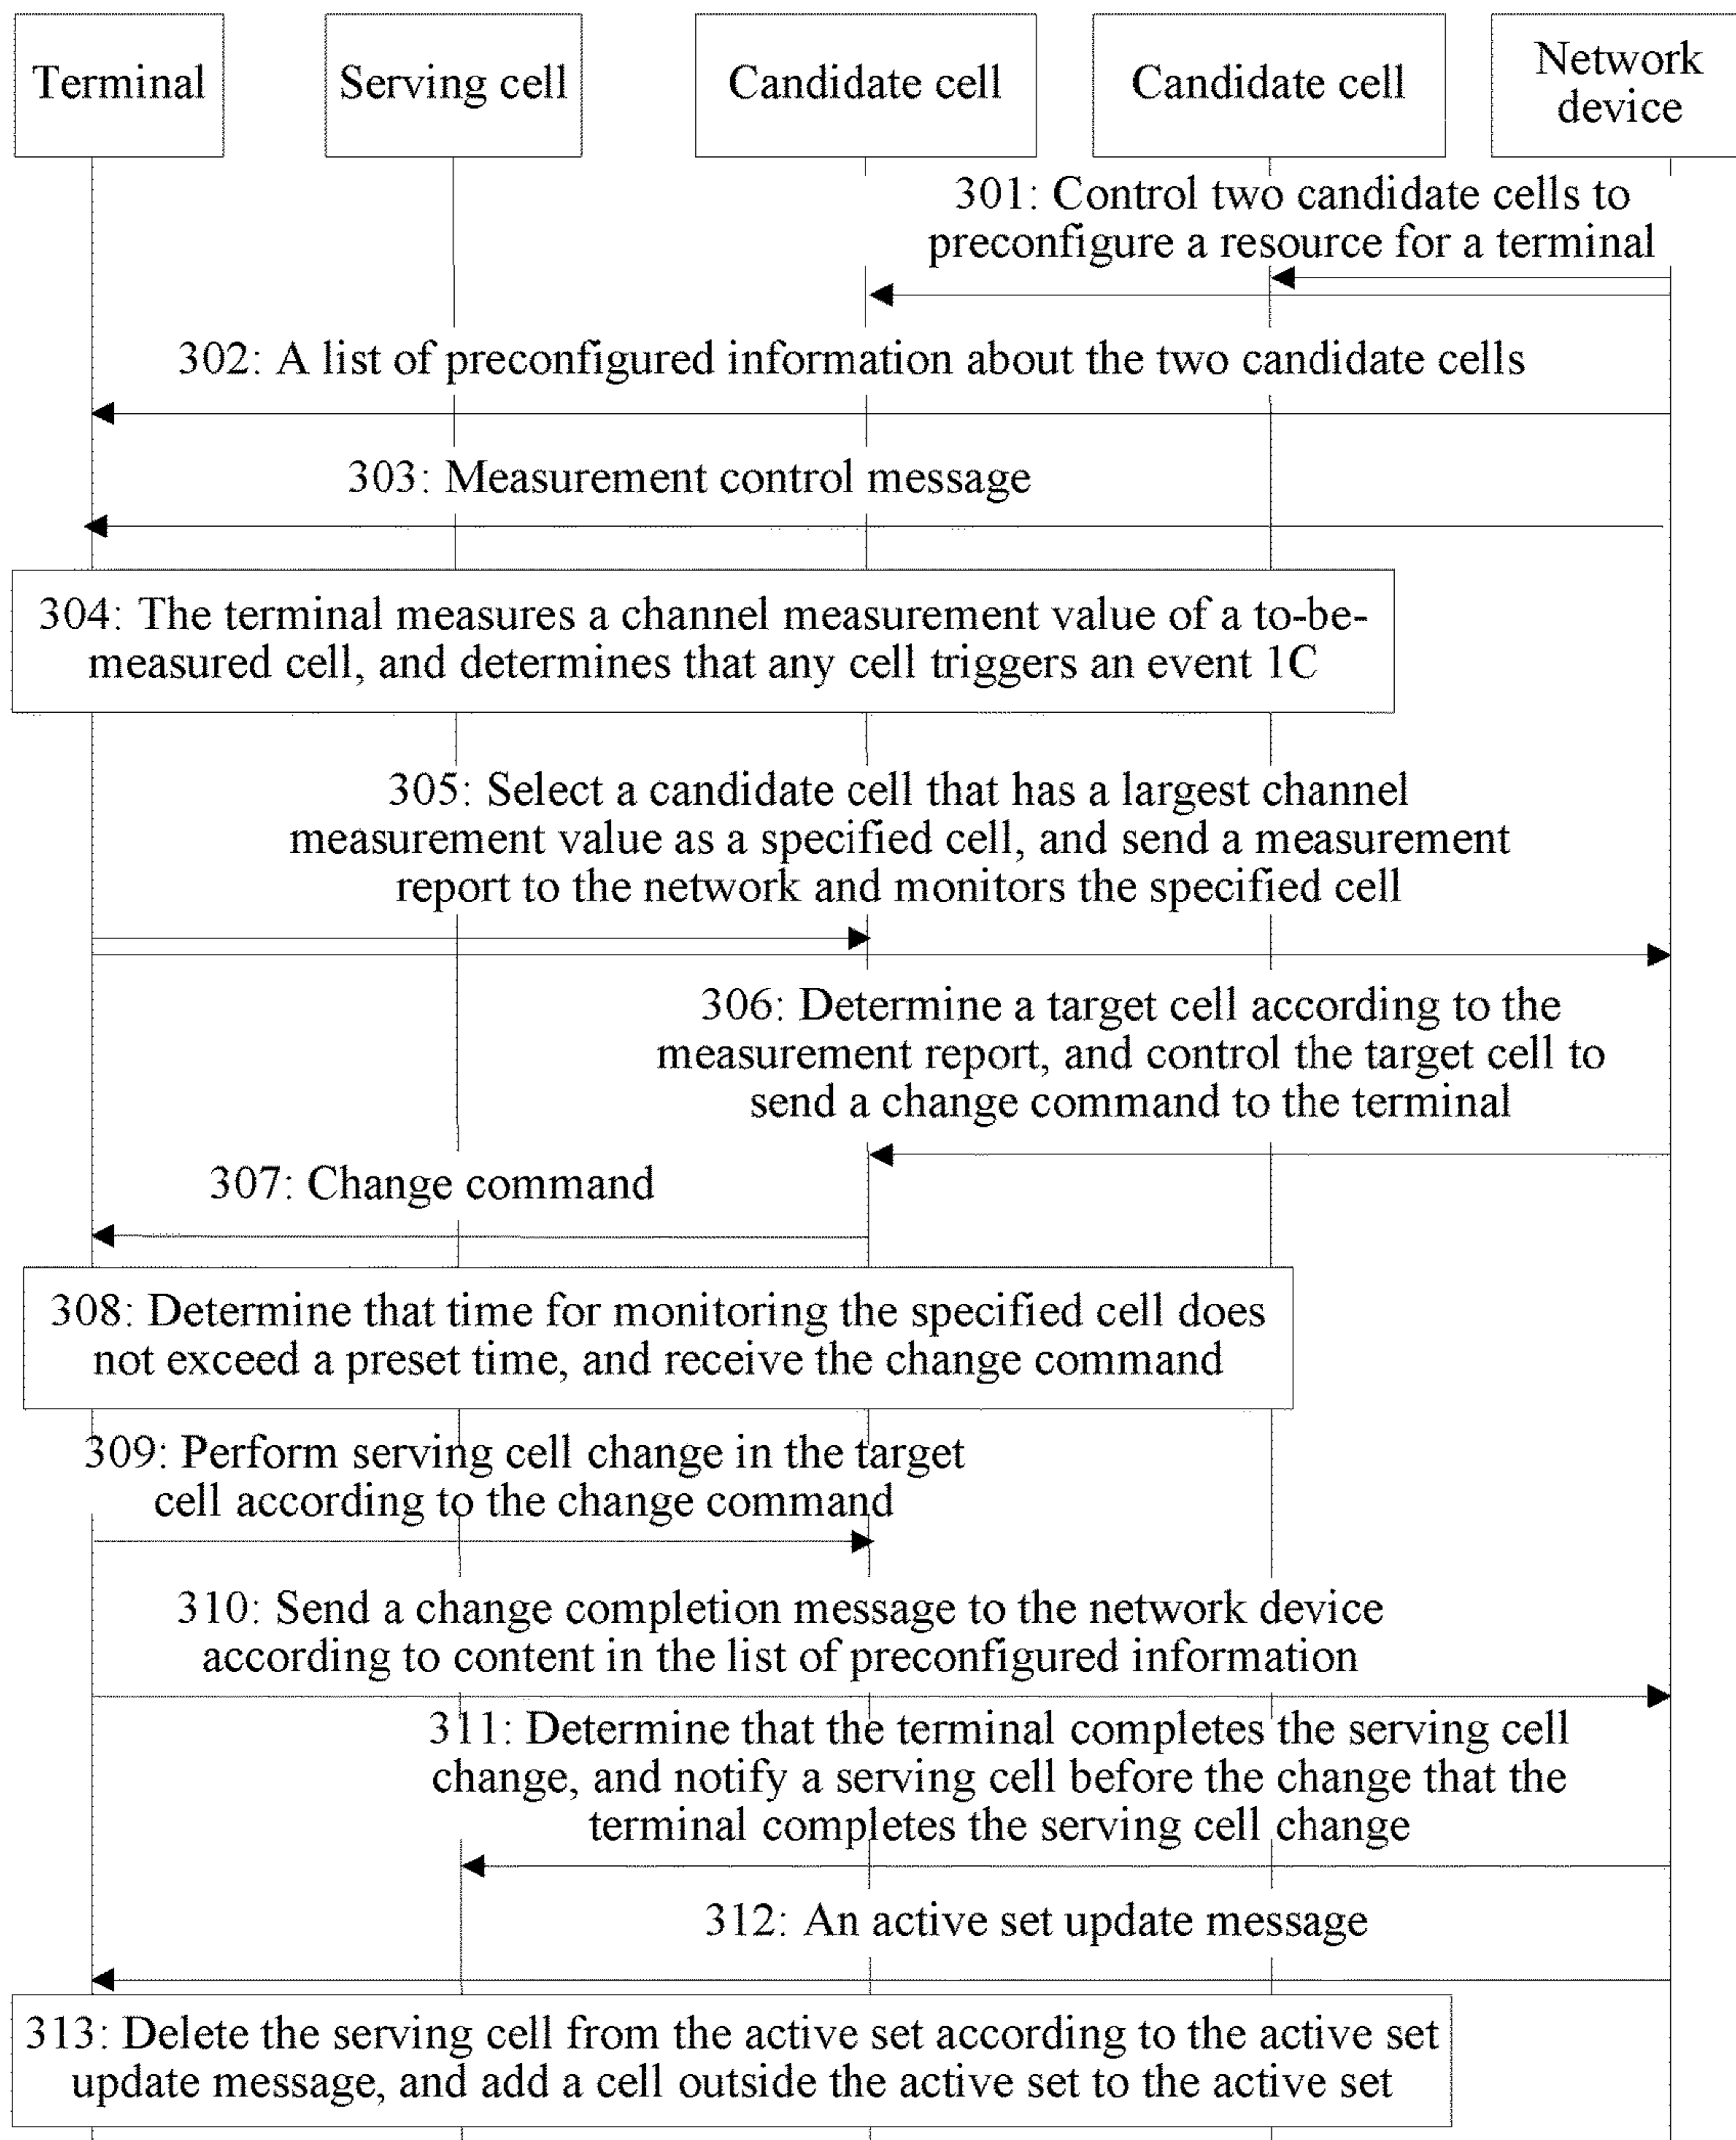 Terminal
Serving cell
Candidate cell
Candidate cell
Network
device
301: Control two candidate cells to
preconfigure a resource for a terminal
302: A list of preconfigured information about the two candidate cells
303: Measurement control message
304: The terminal measures a channel measurement value of a to-be-
measured cell, and determines that any cell triggers an event 1C
305: Select a candidate cell that has a largest channel
measurement value as a specified cell, and send a measurement
report to the network and monitors the specified cell
306: Determine a target cell according to the
measurement report, and control the target cell to
send a change command to the terminal
307: Change command
308: Determine that time for monitoring the specified cell does
not exceed a preset time, and receive the change command
309: Perform serving cell change in the target
cell according to the change command
310: Send a change completion message to the network device
according to content in the list of preconfigured information
311: Determine that the terminal completes the serving cell
change, and notify a serving cell before the change that the
terminal completes the serving cell change
312: An active set update message
313: Delete the serving cell from the active set according to the active set
update message, and add a cell outside the active set to the active set